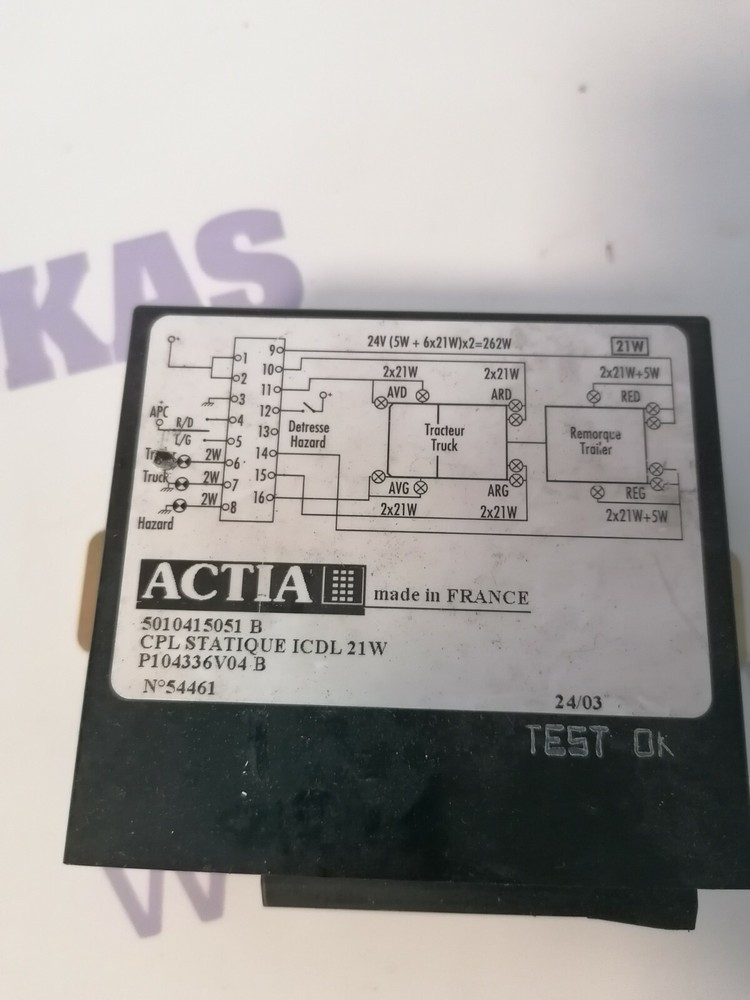 KAS
24V (5W + 6x21W)x2=262W
21W
9
1
10
2x21W
2x21W
2x21W+5W
2
11
AVD
ARD
RED
3
12
+
APC
R/D
4
13
Detresse
Hazard
Tracteur
Truck
Remorque
Trailer
C/G
5
14
2W
6
15
Truck
2W
7
AVG
ARG
REG
16
2W
8
2x21W
2x21W
2x21W+5W
Hazard
ACTIA
made in FRANCE
5010415051 B
CPL STATIQUE ICDL 21W
P104336V04 B
N°54461
24/03
TEST OK
W